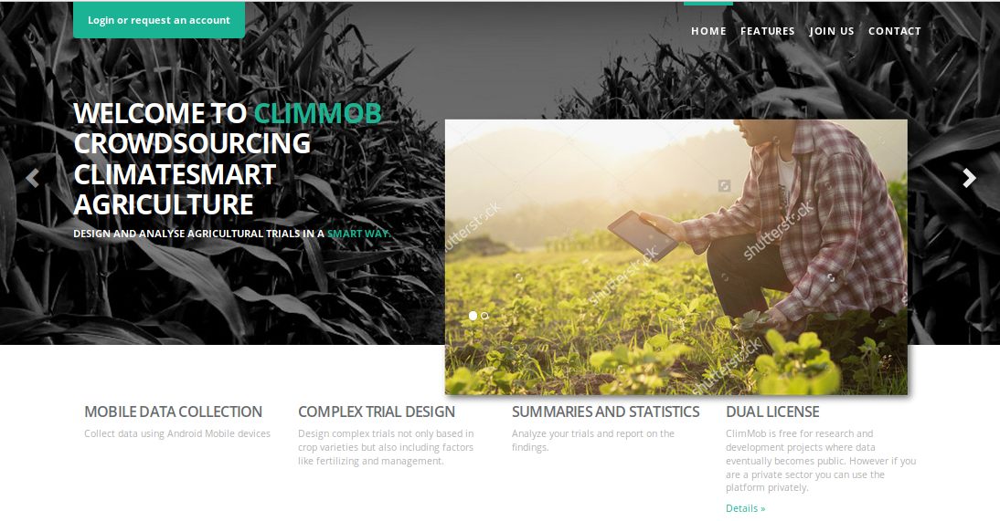 Login or request an account
HOME FEATURES JOIN US CONTACT
WELCOME TO CLIMMOB
CROWDSOURCING
CLIMATESMART
AGRICULTURE
DESIGN AND ANALYSE AGRICULTURAL TRIALS IN A SMART WAY.
shutterstock
shutterstock
shutterstock
shutterstock
MOBILE DATA COLLECTION
Collect data using Android Mobile devices
COMPLEX TRIAL DESIGN
Design complex trials not only based in
crop varieties but also including factors
like fertilizing and management.
SUMMARIES AND STATISTICS
Analyze your trials and report on the
findings.
DUAL LICENSE
ClimMob is free for research and
development projects where data
eventually becomes public. However if you
are a private sector you can use the
platform privately.
Details »